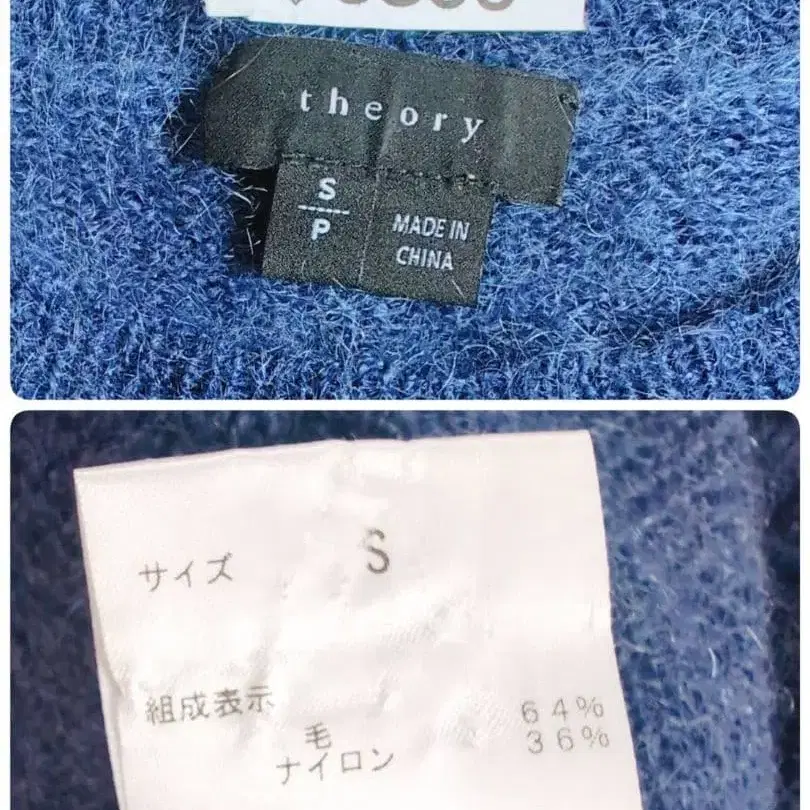 theory
S
P
MADE IN
CHINA
サイズ S
組成表示
毛 64%
ナイロン 36%